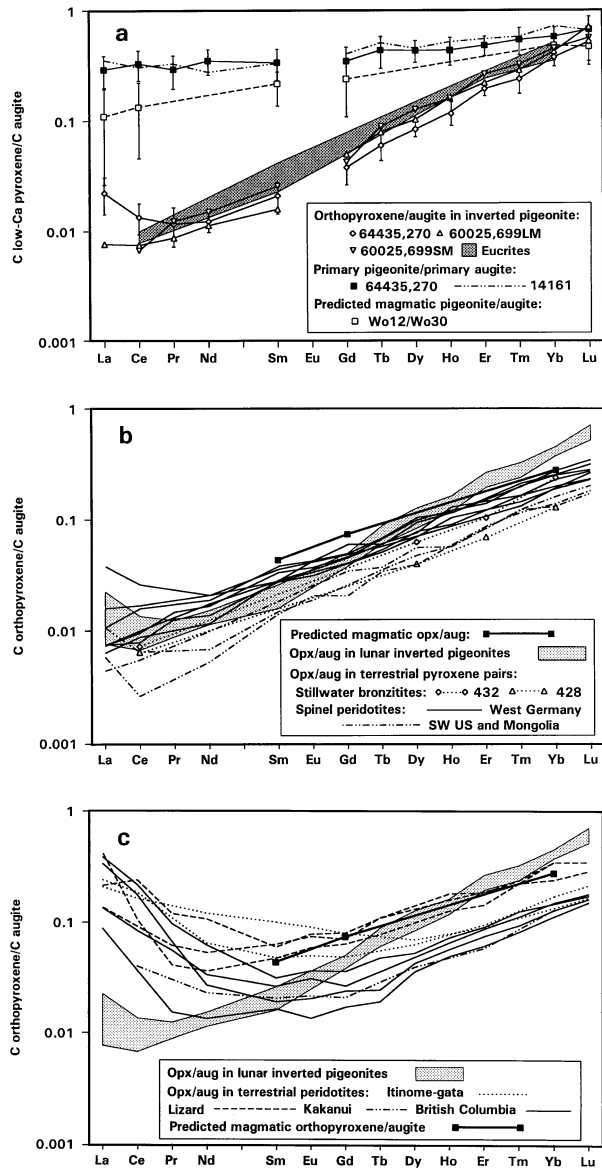 1
a
0.1
C low-Ca pyroxene/C augite
0.01
0.001
Orthopyroxene/augite in inverted pigeonite:
64435,270 60025,699LM
60025,699SM Eucrites
Primary pigeonite/primary augite:
64435,270 14161
Predicted magmatic pigeonite/augite:
Wo12/Wo30
La Ce Pr Nd Sm Eu Gd Tb Dy Ho Er Tm Yb Lu
1
b
0.1
C orthopyroxene/C augite
0.01
0.001
Predicted magmatic opx/aug:
Opx/aug in lunar inverted pigeonites
Opx/aug in terrestrial pyroxene pairs:
Stillwater bronzitites: 432 428
Spinel peridotites: West Germany
SW US and Mongolia
La Ce Pr Nd Sm Eu Gd Tb Dy Ho Er Tm Yb Lu
1
c
0.1
C orthopyroxene/C augite
0.01
0.001
Opx/aug in lunar inverted pigeonites
Opx/aug in terrestrial peridotites: Itinome-gata
Lizard Kakanui British Columbia
Predicted magmatic orthopyroxene/augite
La Ce Pr Nd Sm Eu Gd Tb Dy Ho Er Tm Yb Lu